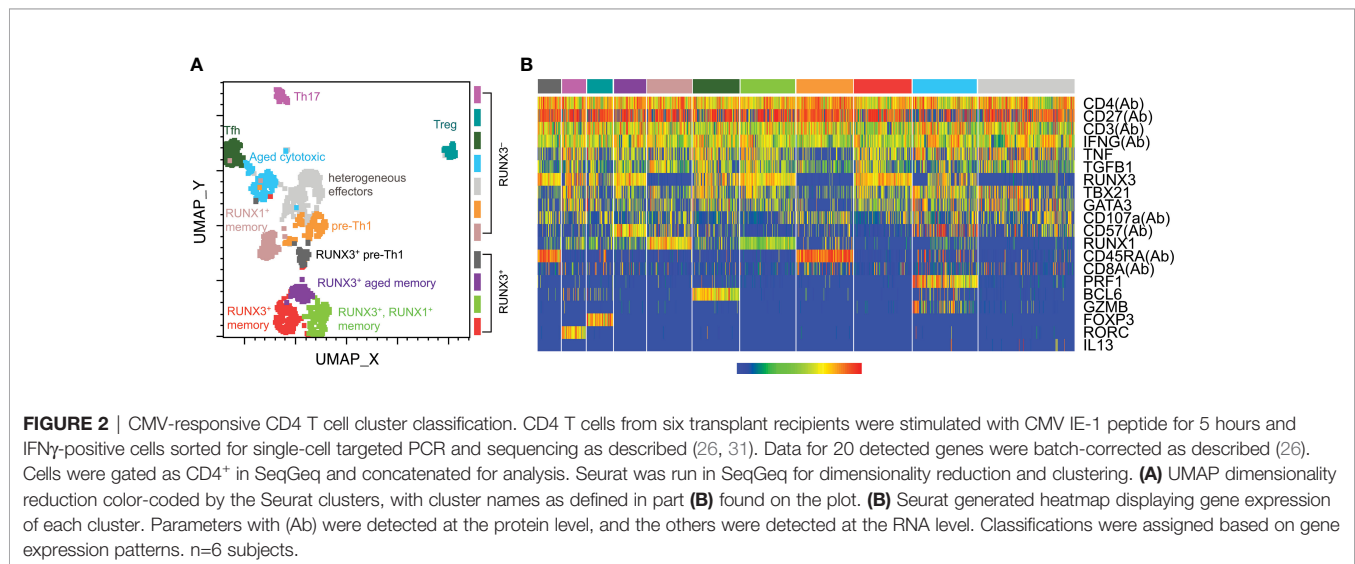 A
B
Th17
Tfh
Treg
Aged cytotoxic
heterogeneous
effectors
RUNX1⁺
memory
pre-Th1
RUNX3⁺ pre-Th1
RUNX3⁺ aged memory
RUNX3⁺
memory
RUNX3⁺, RUNX1⁺
memory
UMAP_Y
UMAP_X
RUNX3⁻
RUNX3⁺
CD4(Ab)
CD27(Ab)
CD3(Ab)
IFNG(Ab)
TNF
TGFB1
RUNX3
TBX21
GATA3
CD107a(Ab)
CD57(Ab)
RUNX1
CD45RA(Ab)
CD8A(Ab)
PRF1
BCL6
GZMB
FOXP3
RORC
IL13
FIGURE 2 | CMV-responsive CD4 T cell cluster classification. CD4 T cells from six transplant recipients were stimulated with CMV IE-1 peptide for 5 hours and
IFNγ-positive cells sorted for single-cell targeted PCR and sequencing as described (26, 31). Data for 20 detected genes were batch-corrected as described (26).
Cells were gated as CD4⁺ in SeqGeq and concatenated for analysis. Seurat was run in SeqGeq for dimensionality reduction and clustering. (A) UMAP dimensionality
reduction color-coded by the Seurat clusters, with cluster names as defined in part (B) found on the plot. (B) Seurat generated heatmap displaying gene expression
of each cluster. Parameters with (Ab) were detected at the protein level, and the others were detected at the RNA level. Classifications were assigned based on gene
expression patterns. n=6 subjects.